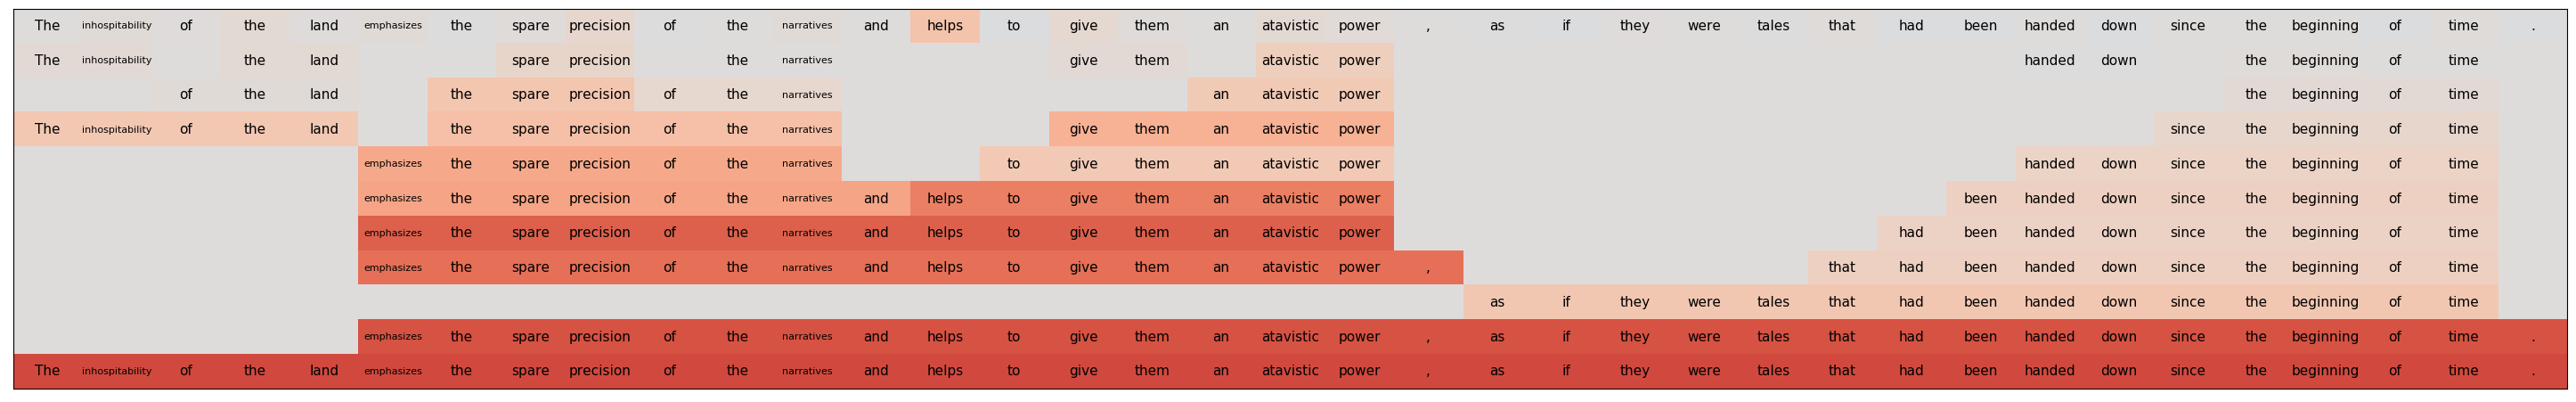 The inhospitability of the land emphasizes the spare precision of the narratives and helps to give them an atavistic power , as if they were tales that had been handed down since the beginning of time .
The inhospitability the land spare precision the narratives give them atavistic power handed down the beginning of time
of the land the spare precision of the narratives an atavistic power the beginning of time
The inhospitability of the land the spare precision of the narratives give them an atavistic power since the beginning of time
emphasizes the spare precision of the narratives to give them an atavistic power handed down since the beginning of time
emphasizes the spare precision of the narratives and helps to give them an atavistic power been handed down since the beginning of time
emphasizes the spare precision of the narratives and helps to give them an atavistic power had been handed down since the beginning of time
emphasizes the spare precision of the narratives and helps to give them an atavistic power , that had been handed down since the beginning of time
as if they were tales that had been handed down since the beginning of time
emphasizes the spare precision of the narratives and helps to give them an atavistic power , as if they were tales that had been handed down since the beginning of time .
The inhospitability of the land emphasizes the spare precision of the narratives and helps to give them an atavistic power , as if they were tales that had been handed down since the beginning of time .